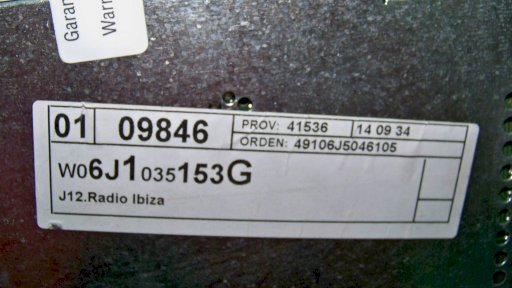 Garan
Warr
01 09846 PROV: 41536 14 09 34
ORDEN: 49106J5046105
W06J1035153G
J12.Radio Ibiza